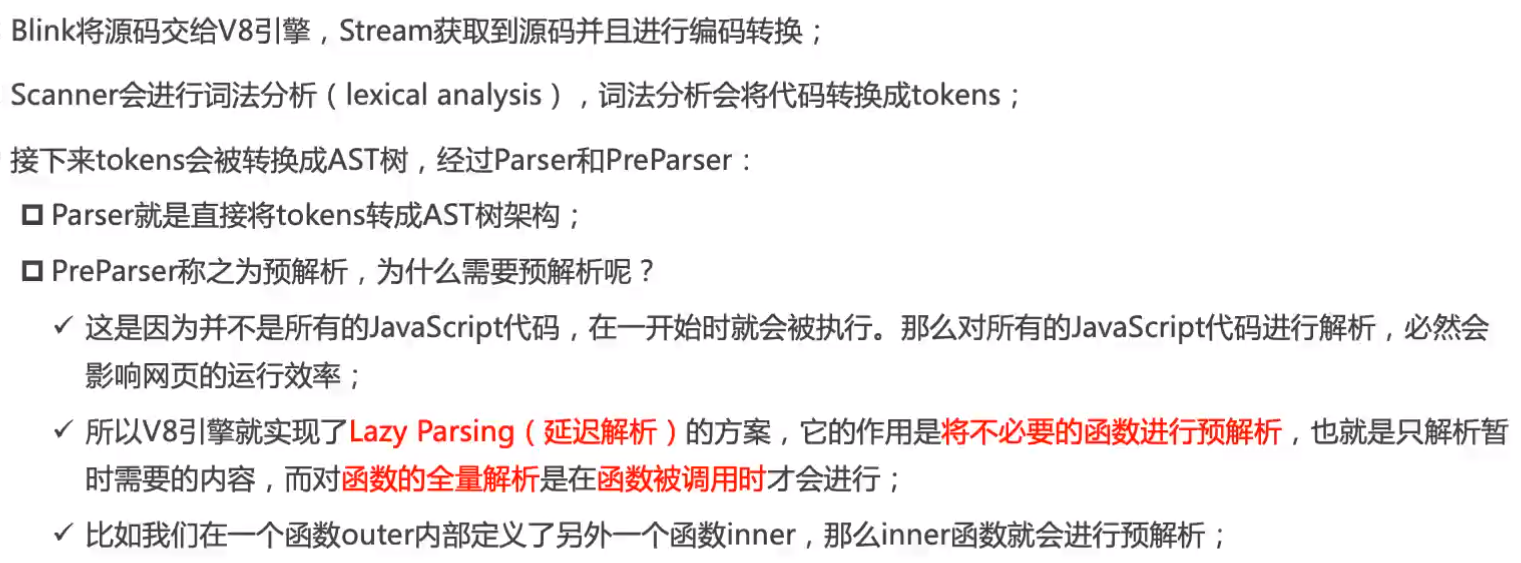 Blink将源码交给V8引擎，Stream获取到源码并且进行编码转换；
Scanner会进行词法分析（lexical analysis），词法分析会将代码转换成tokens；
接下来tokens会被转换成AST树，经过Parser和PreParser：
Parser就是直接将tokens转成AST树架构；
PreParser称之为预解析，为什么需要预解析呢？
✓ 这是因为并不是所有的JavaScript代码，在一开始时就会被执行。那么对所有的JavaScript代码进行解析，必然会
影响网页的运行效率；
✓ 所以V8引擎就实现了Lazy Parsing（延迟解析）的方案，它的作用是将不必要的函数进行预解析，也就是只解析暂
时需要的内容，而对函数的全量解析是在函数被调用时才会进行；
✓ 比如我们在一个函数outer内部定义了另外一个函数inner，那么inner函数就会进行预解析；